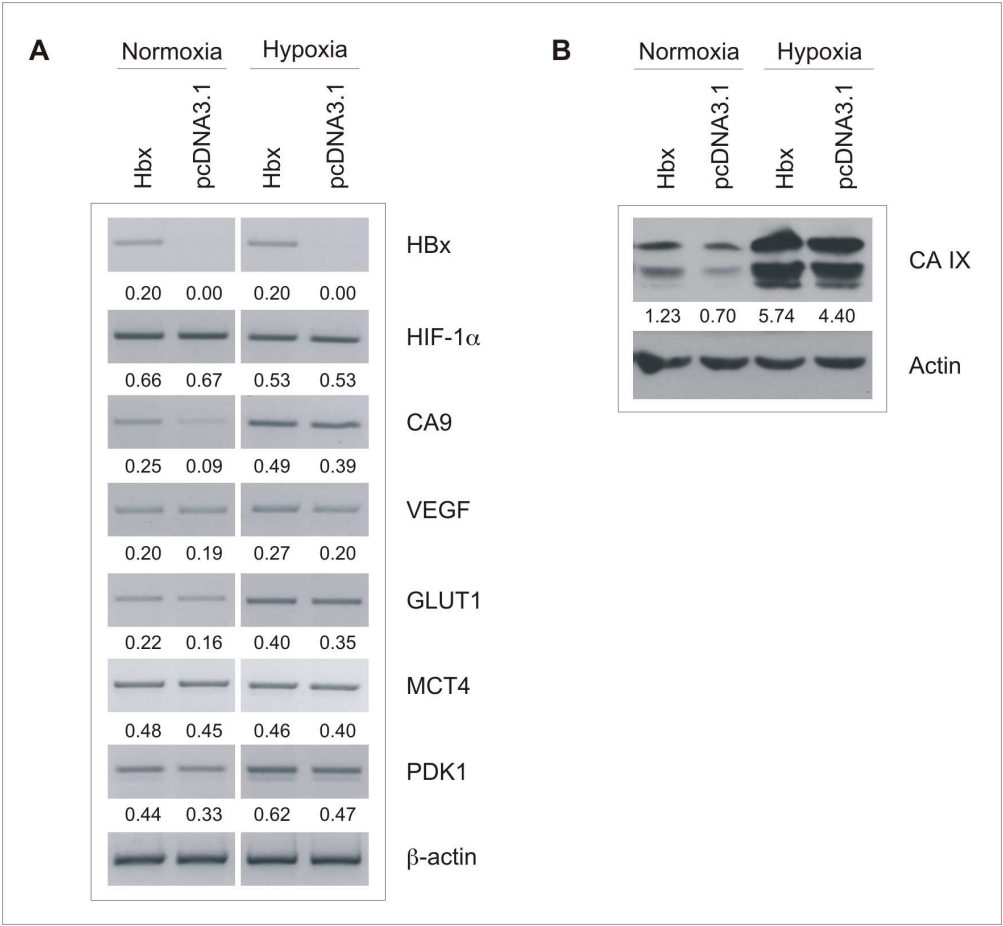 A
Normoxia Hypoxia
Hbx pcDNA3.1 Hbx pcDNA3.1
HBx
0.20 0.00 0.20 0.00
HIF-1α
0.66 0.67 0.53 0.53
CA9
0.25 0.09 0.49 0.39
VEGF
0.20 0.19 0.27 0.20
GLUT1
0.22 0.16 0.40 0.35
MCT4
0.48 0.45 0.46 0.40
PDK1
0.44 0.33 0.62 0.47
β-actin
B
Normoxia Hypoxia
Hbx pcDNA3.1 Hbx pcDNA3.1
CA IX
1.23 0.70 5.74 4.40
Actin